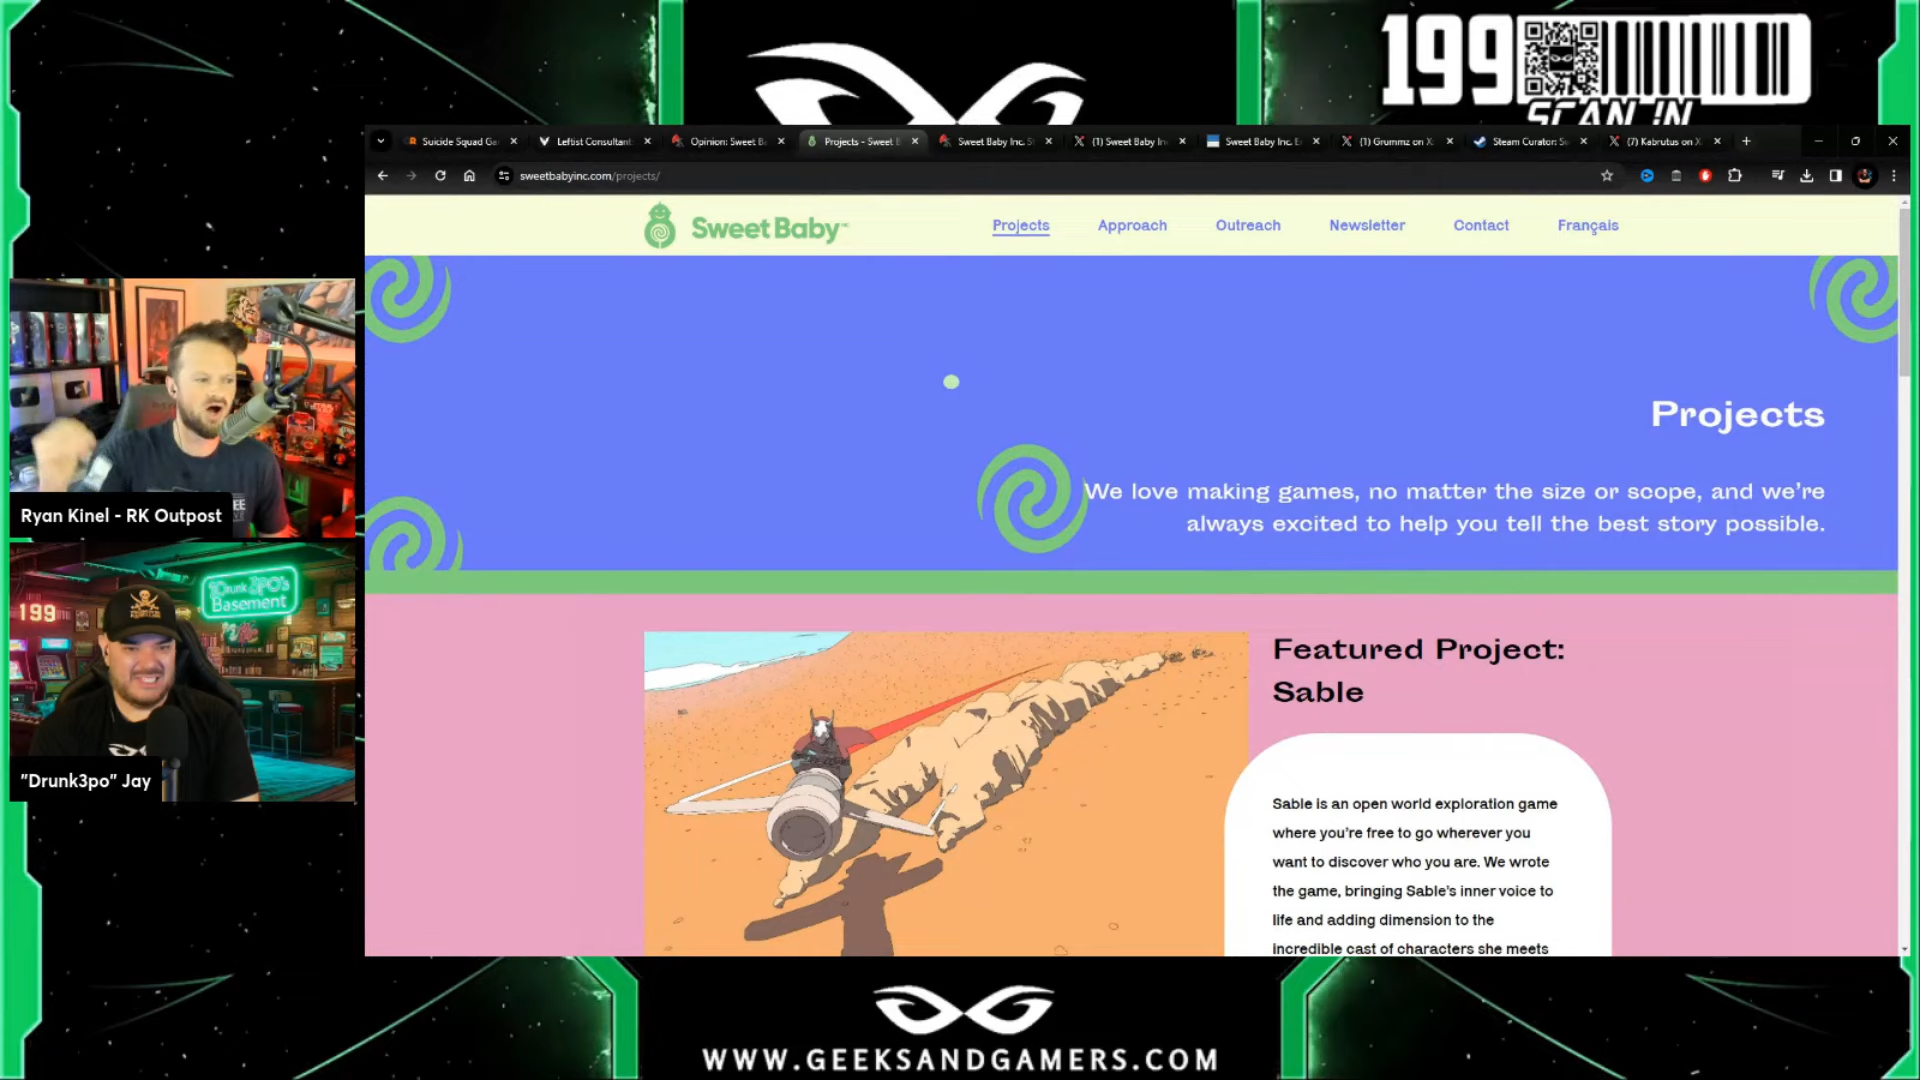 199
SCAN IN
Suicide Squad Ga
Leftist Consultant
Opinion: Sweet Ba
Projects - Sweet B
Sweet Baby Inc. S
(1) Sweet Baby In
Sweet Baby Inc. E
(1) Grummz on X
Steam Curator: S
(7) Kabrutus on X
sweetbabyinc.com/projects/
Sweet Baby
Projects
Approach
Outreach
Newsletter
Contact
Français
Projects
We love making games, no matter the size or scope, and we're
always excited to help you tell the best story possible.
Ryan Kinel - RK Outpost
Drunk 3PO's
Basement
199
"Drunk3po" Jay
Featured Project:
Sable
Sable is an open world exploration game
where you're free to go wherever you
want to discover who you are. We wrote
the game, bringing Sable's inner voice to
life and adding dimension to the
incredible cast of characters she meets
WWW.GEEKSANDGAMERS.COM